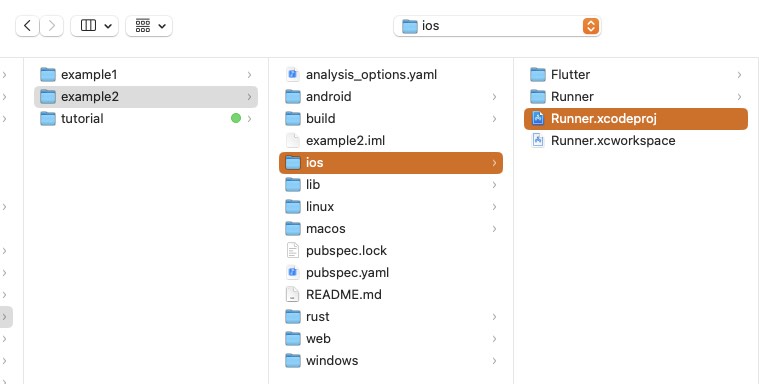 ios
example1
example2
tutorial
analysis_options.yaml
android
build
example2.iml
ios
lib
linux
macos
pubspec.lock
pubspec.yaml
README.md
rust
web
windows
Flutter
Runner
Runner.xcodeproj
Runner.xcworkspace